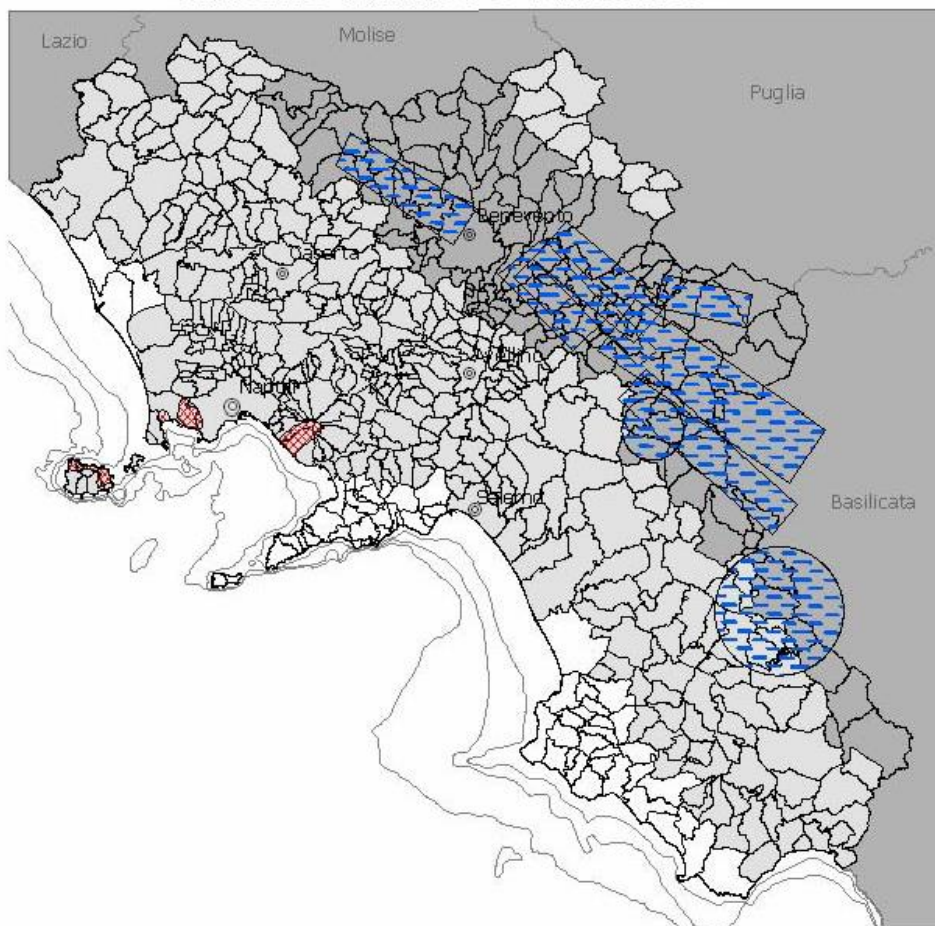 Lazio
Molise
Puglia
Benevento
Caserta
Avellino
Napoli
Salerno
Basilicata